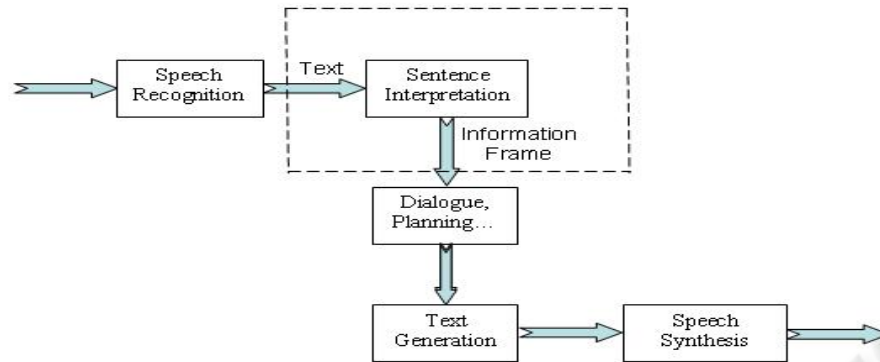 Speech
Recognition
Text
Sentence
Interpretation
Information
Frame
Dialogue,
Planning...
Text
Generation
Speech
Synthesis